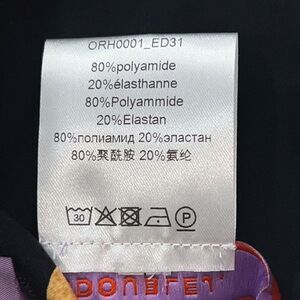 ORH0001_ED31
80%polyamide
20%élasthanne
80%Polyammide
20%Elastan
80%полиамид 20%эластан
80%聚酰胺 20%氨纶
30
P